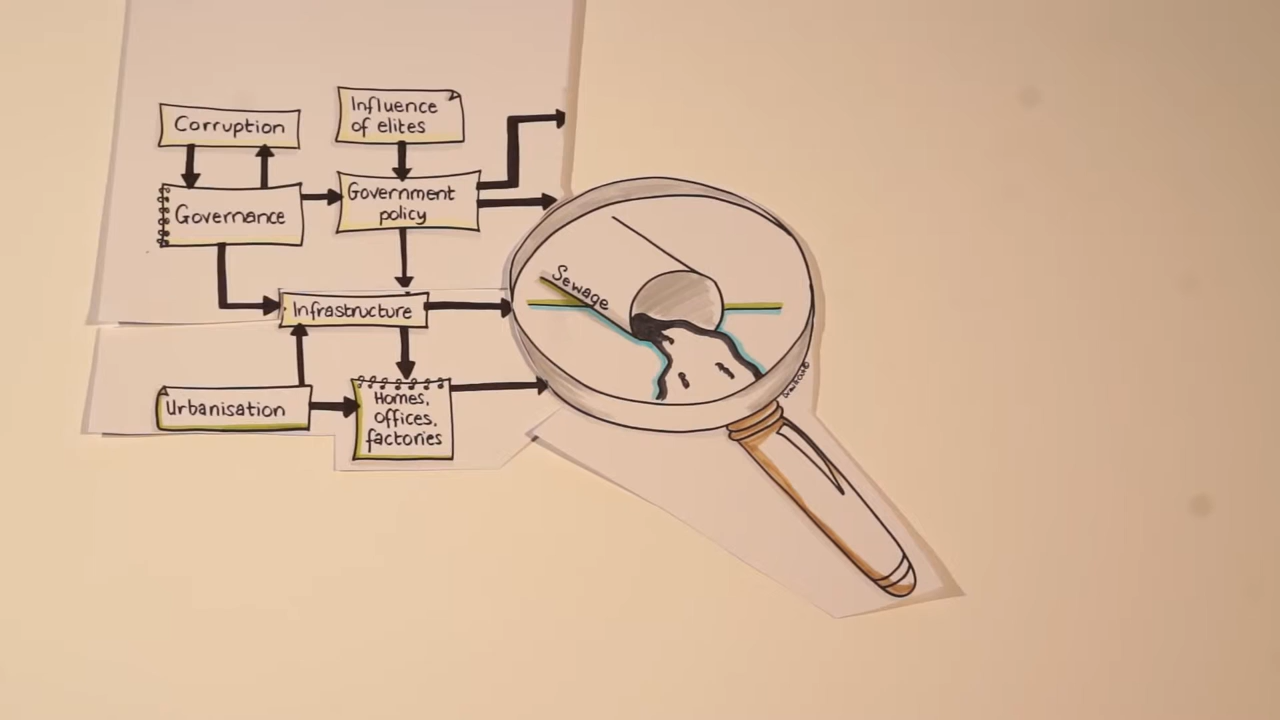 Corruption
Influence
of elites
Governance
Government
policy
Sewage
Infrastructure
Urbanisation
Homes,
offices,
factories